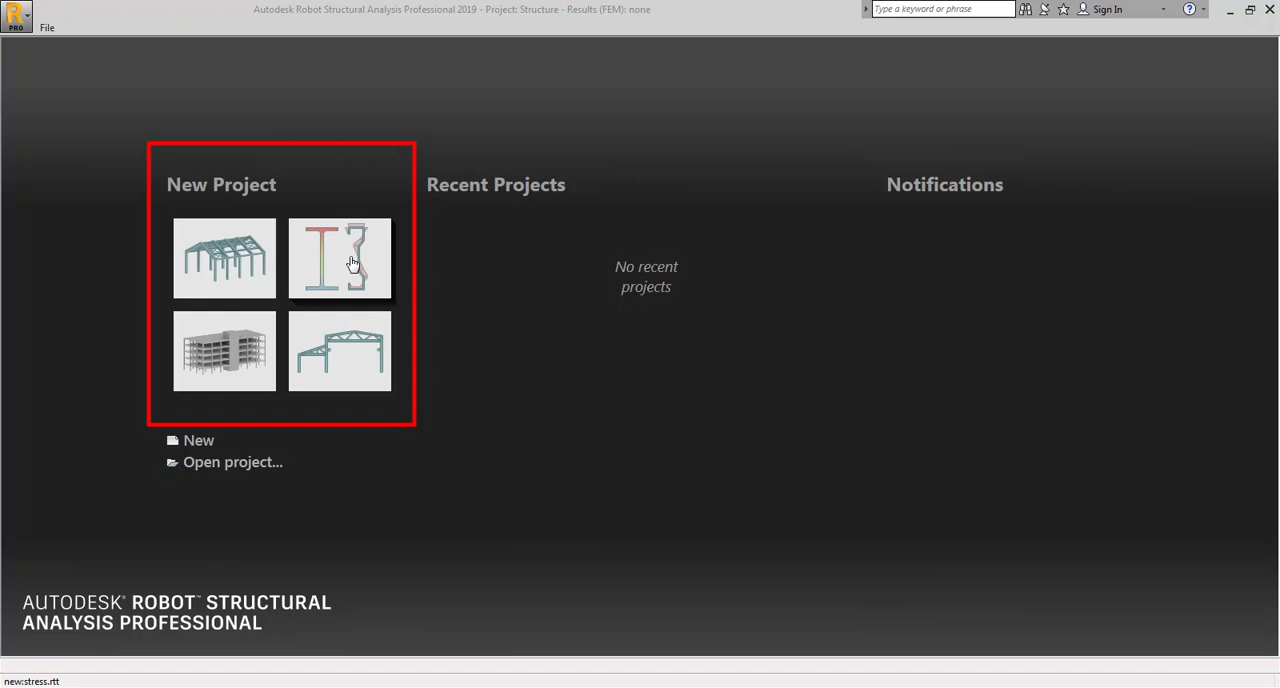 Autodesk Robot Structural Analysis Professional 2019 - Project: Structure - Results (FEM): none
Type a keyword or phrase
Sign In
PRO
File
New Project
Recent Projects
Notifications
No recent
projects
New
Open project...
AUTODESK® ROBOT™ STRUCTURAL
ANALYSIS PROFESSIONAL
new:stress.rtt